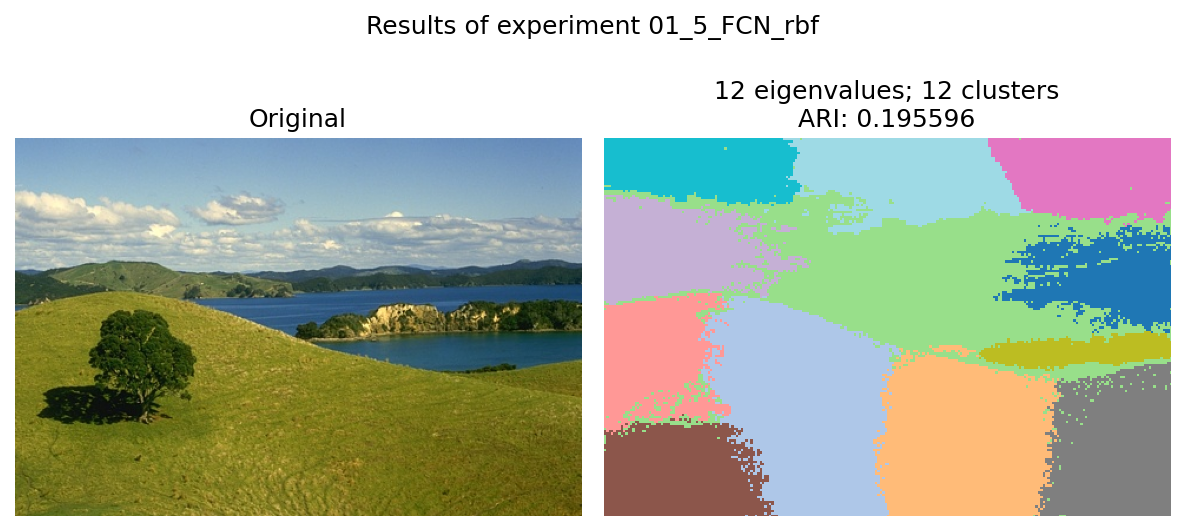 Results of experiment 01_5_FCN_rbf
Original
12 eigenvalues; 12 clusters
ARI: 0.195596